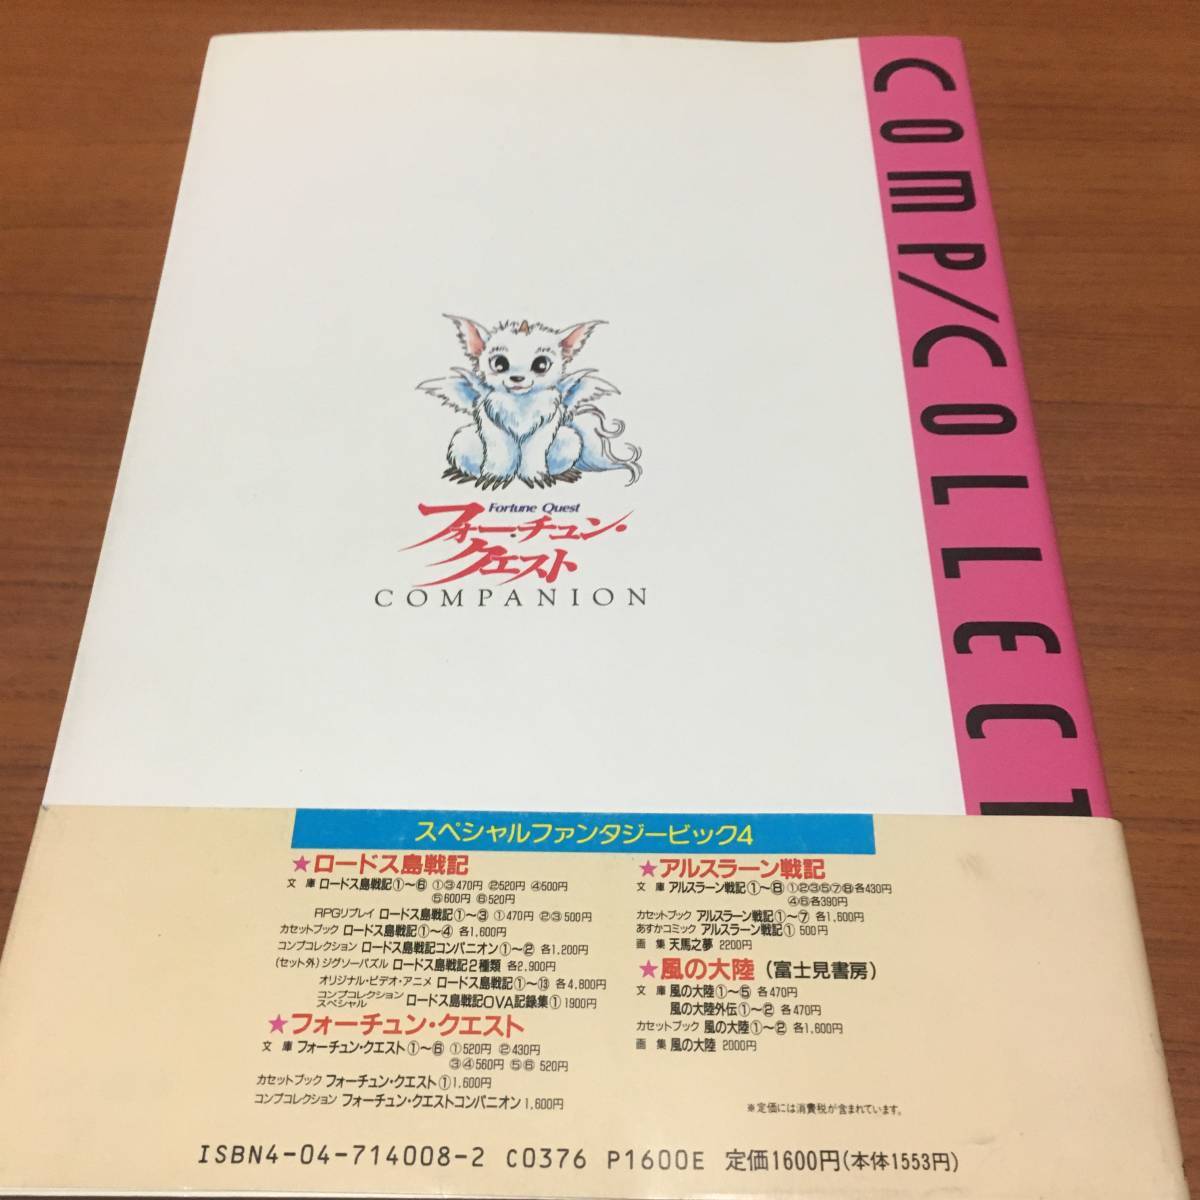 COMP/COLLECT
Fortune Quest
フォーチュン・
クエスト
COMPANION
スペシャルファンタジービック4
★ロードス島戦記
文庫 ロードス島戦記①〜⑥ ①③470円 ②520円 ④500円
⑤600円 ⑥520円
RPGリプレイ ロードス島戦記①〜③ ①470円 ②③500円
カセットブック ロードス島戦記①〜④ 各1,600円
コンプコレクション ロードス島戦記コンパニオン①〜② 各1,200円
(セット外)ジグソーパズル ロードス島戦記2種類 各2,900円
オリジナル・ビデオ・アニメ ロードス島戦記①〜⑬ 各4,800円
コンプコレクションスペシャル ロードス島戦記OVA記録集① 1900円
★フォーチュン・クエスト
文庫 フォーチュン・クエスト①〜⑥ ①520円 ②430円
③④560円 ⑤⑥520円
カセットブック フォーチュン・クエスト①1,600円
コンプコレクション フォーチュン・クエストコンパニオン 1,600円
★アルスラーン戦記
文庫 アルスラーン戦記①〜⑧ ①②③⑤⑦⑧各430円
④⑥各390円
カセットブック アルスラーン戦記①〜⑦ 各1,600円
あすかコミック アルスラーン戦記① 500円
画集 天馬之夢 2200円
★風の大陸(富士見書房)
文庫 風の大陸①〜⑤ 各470円
風の大陸外伝①〜② 各470円
カセットブック 風の大陸①〜② 各1,600円
画集 風の大陸 2000円
※定価には消費税が含まれています。
ISBN4-04-714008-2 C0376 P1600E 定価1600円(本体1553円)